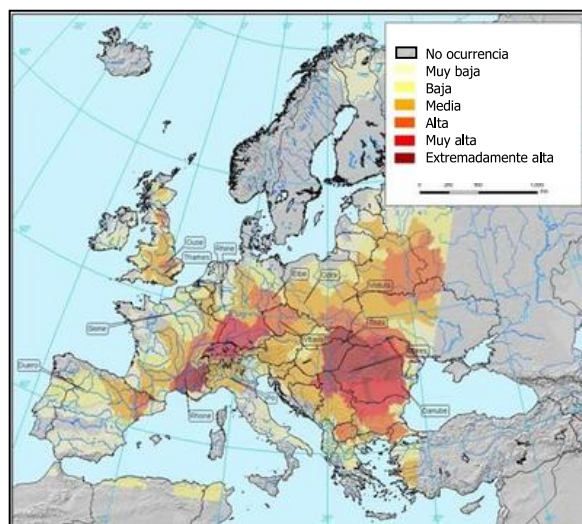 No ocurrencia
Muy baja
Baja
Media
Alta
Muy alta
Extremadamente alta
Ouse
Rhine
Thames
Elbe
Oder
Vistula
Seine
Tisza
Duero
Po
Rhone
Danube